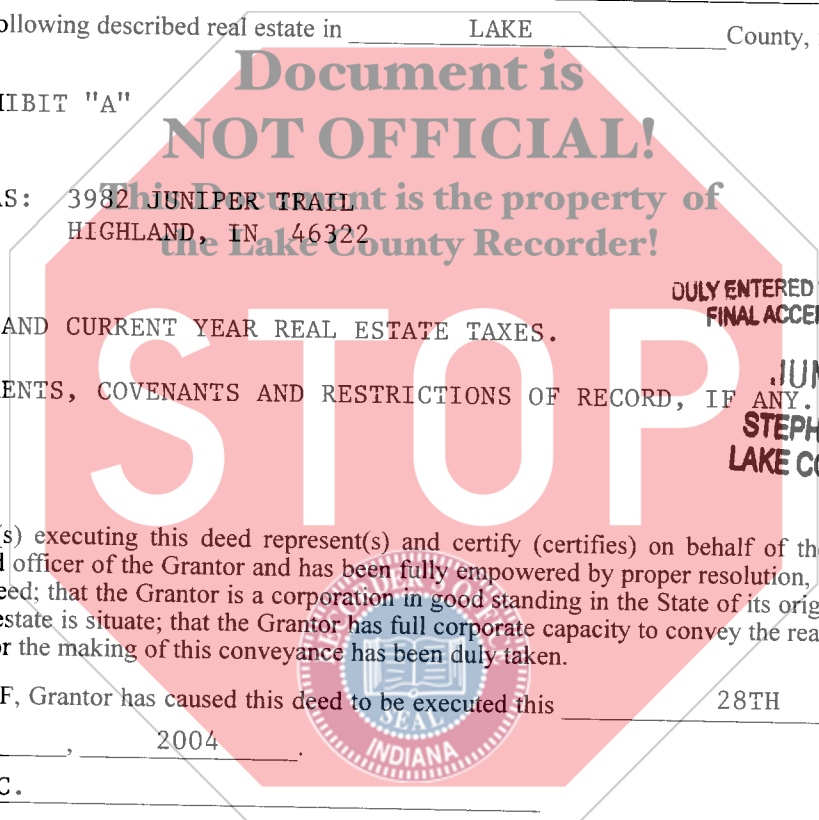 ollowing described real estate in LAKE County,
Document is
HIBIT "A"
NOT OFFICIAL!
AS: 3982 JUNIPER TRAIL
This Document is the property of
HIGHLAND, IN 46322
the Lake County Recorder!
DULY ENTERED
FINAL ACCE
AND CURRENT YEAR REAL ESTATE TAXES.
STOP
JUN
ENTS, COVENANTS AND RESTRICTIONS OF RECORD, IF ANY.
STEPH
LAKE CO
(s) executing this deed represent(s) and certify (certifies) on behalf of th
d officer of the Grantor and has been fully empowered by proper resolution,
eed; that the Grantor is a corporation in good standing in the State of its orig
estate is situate; that the Grantor has full corporate capacity to convey the rea
or the making of this conveyance has been duly taken.
F, Grantor has caused this deed to be executed this 28TH
SEAL
, 2004 .
INDIANA
C.